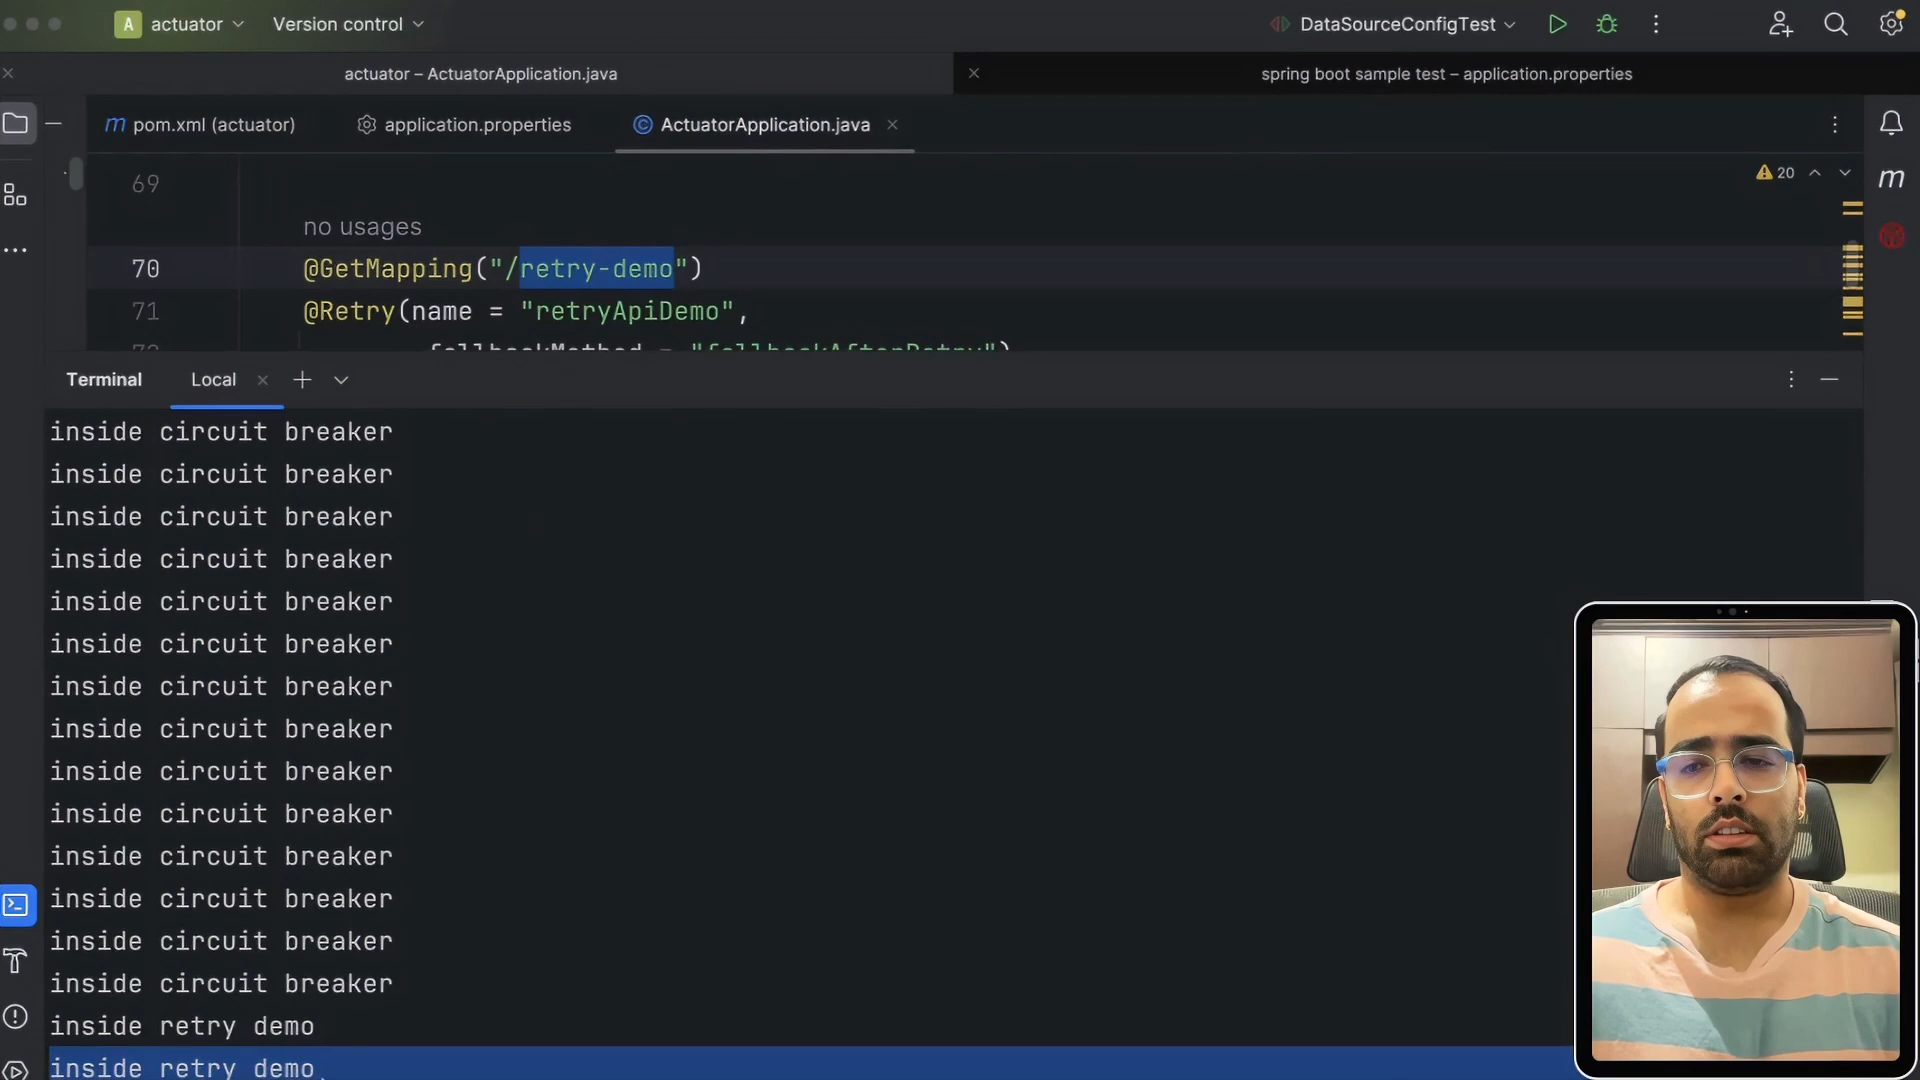 A actuator Version control DataSourceConfigTest
actuator – ActuatorApplication.java spring boot sample test – application.properties
m pom.xml (actuator) application.properties ActuatorApplication.java
20
m
69
no usages
70 @GetMapping("/retry-demo")
71 @Retry(name = "retryApiDemo",
72 fallbackMethod = "fallbackAfterRetry")
Terminal Local
inside circuit breaker
inside circuit breaker
inside circuit breaker
inside circuit breaker
inside circuit breaker
inside circuit breaker
inside circuit breaker
inside circuit breaker
inside circuit breaker
inside circuit breaker
inside circuit breaker
inside circuit breaker
inside circuit breaker
inside circuit breaker
inside retry demo
inside retry demo